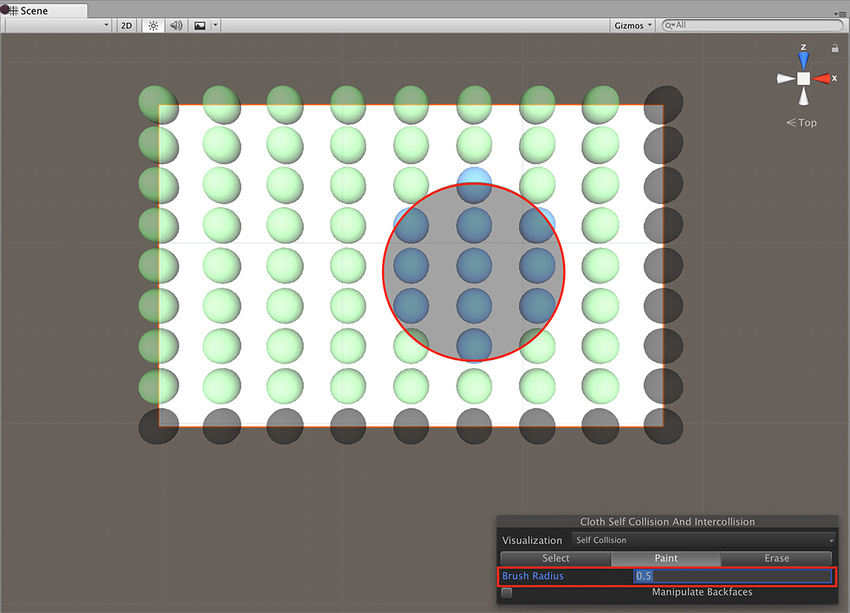 Scene
2D Gizmos All
z
x
Top
Cloth Self Collision And Intercollision
Visualization Self Collision
Select Paint Erase
Brush Radius 0.5
Manipulate Backfaces